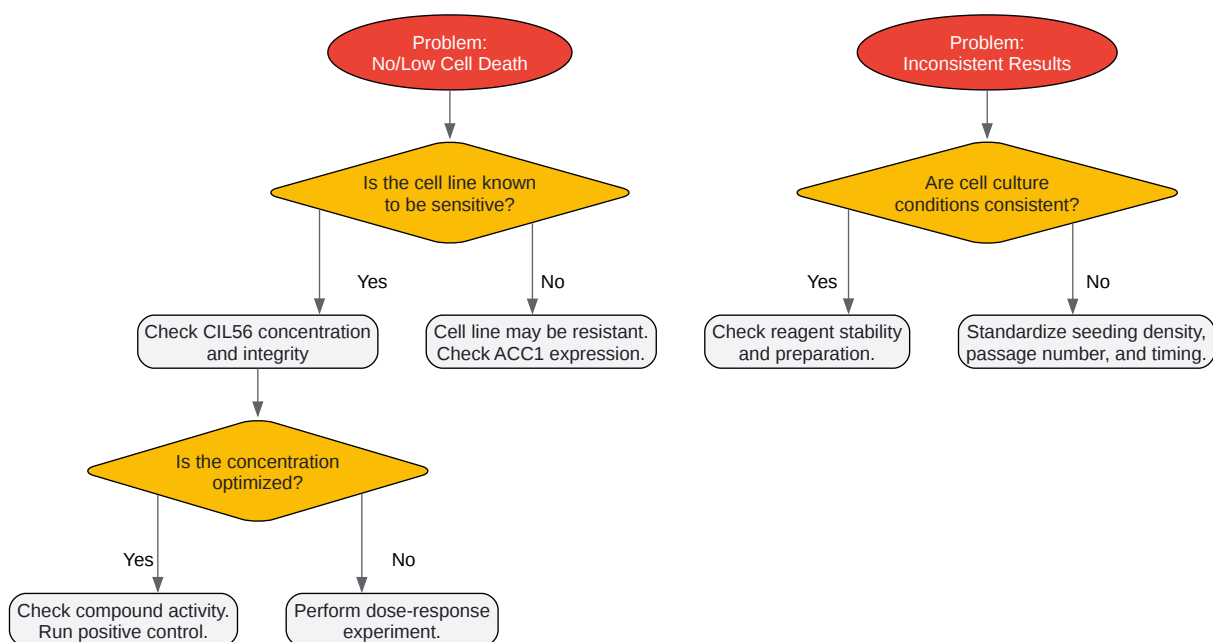 Problem:
No/Low Cell Death
Is the cell line known
to be sensitive?
Yes
No
Check CIL56 concentration
and integrity
Cell line may be resistant.
Check ACC1 expression.
Is the concentration
optimized?
Yes
No
Check compound activity.
Run positive control.
Perform dose-response
experiment.
Problem:
Inconsistent Results
Are cell culture
conditions consistent?
Yes
No
Check reagent stability
and preparation.
Standardize seeding density,
passage number, and timing.